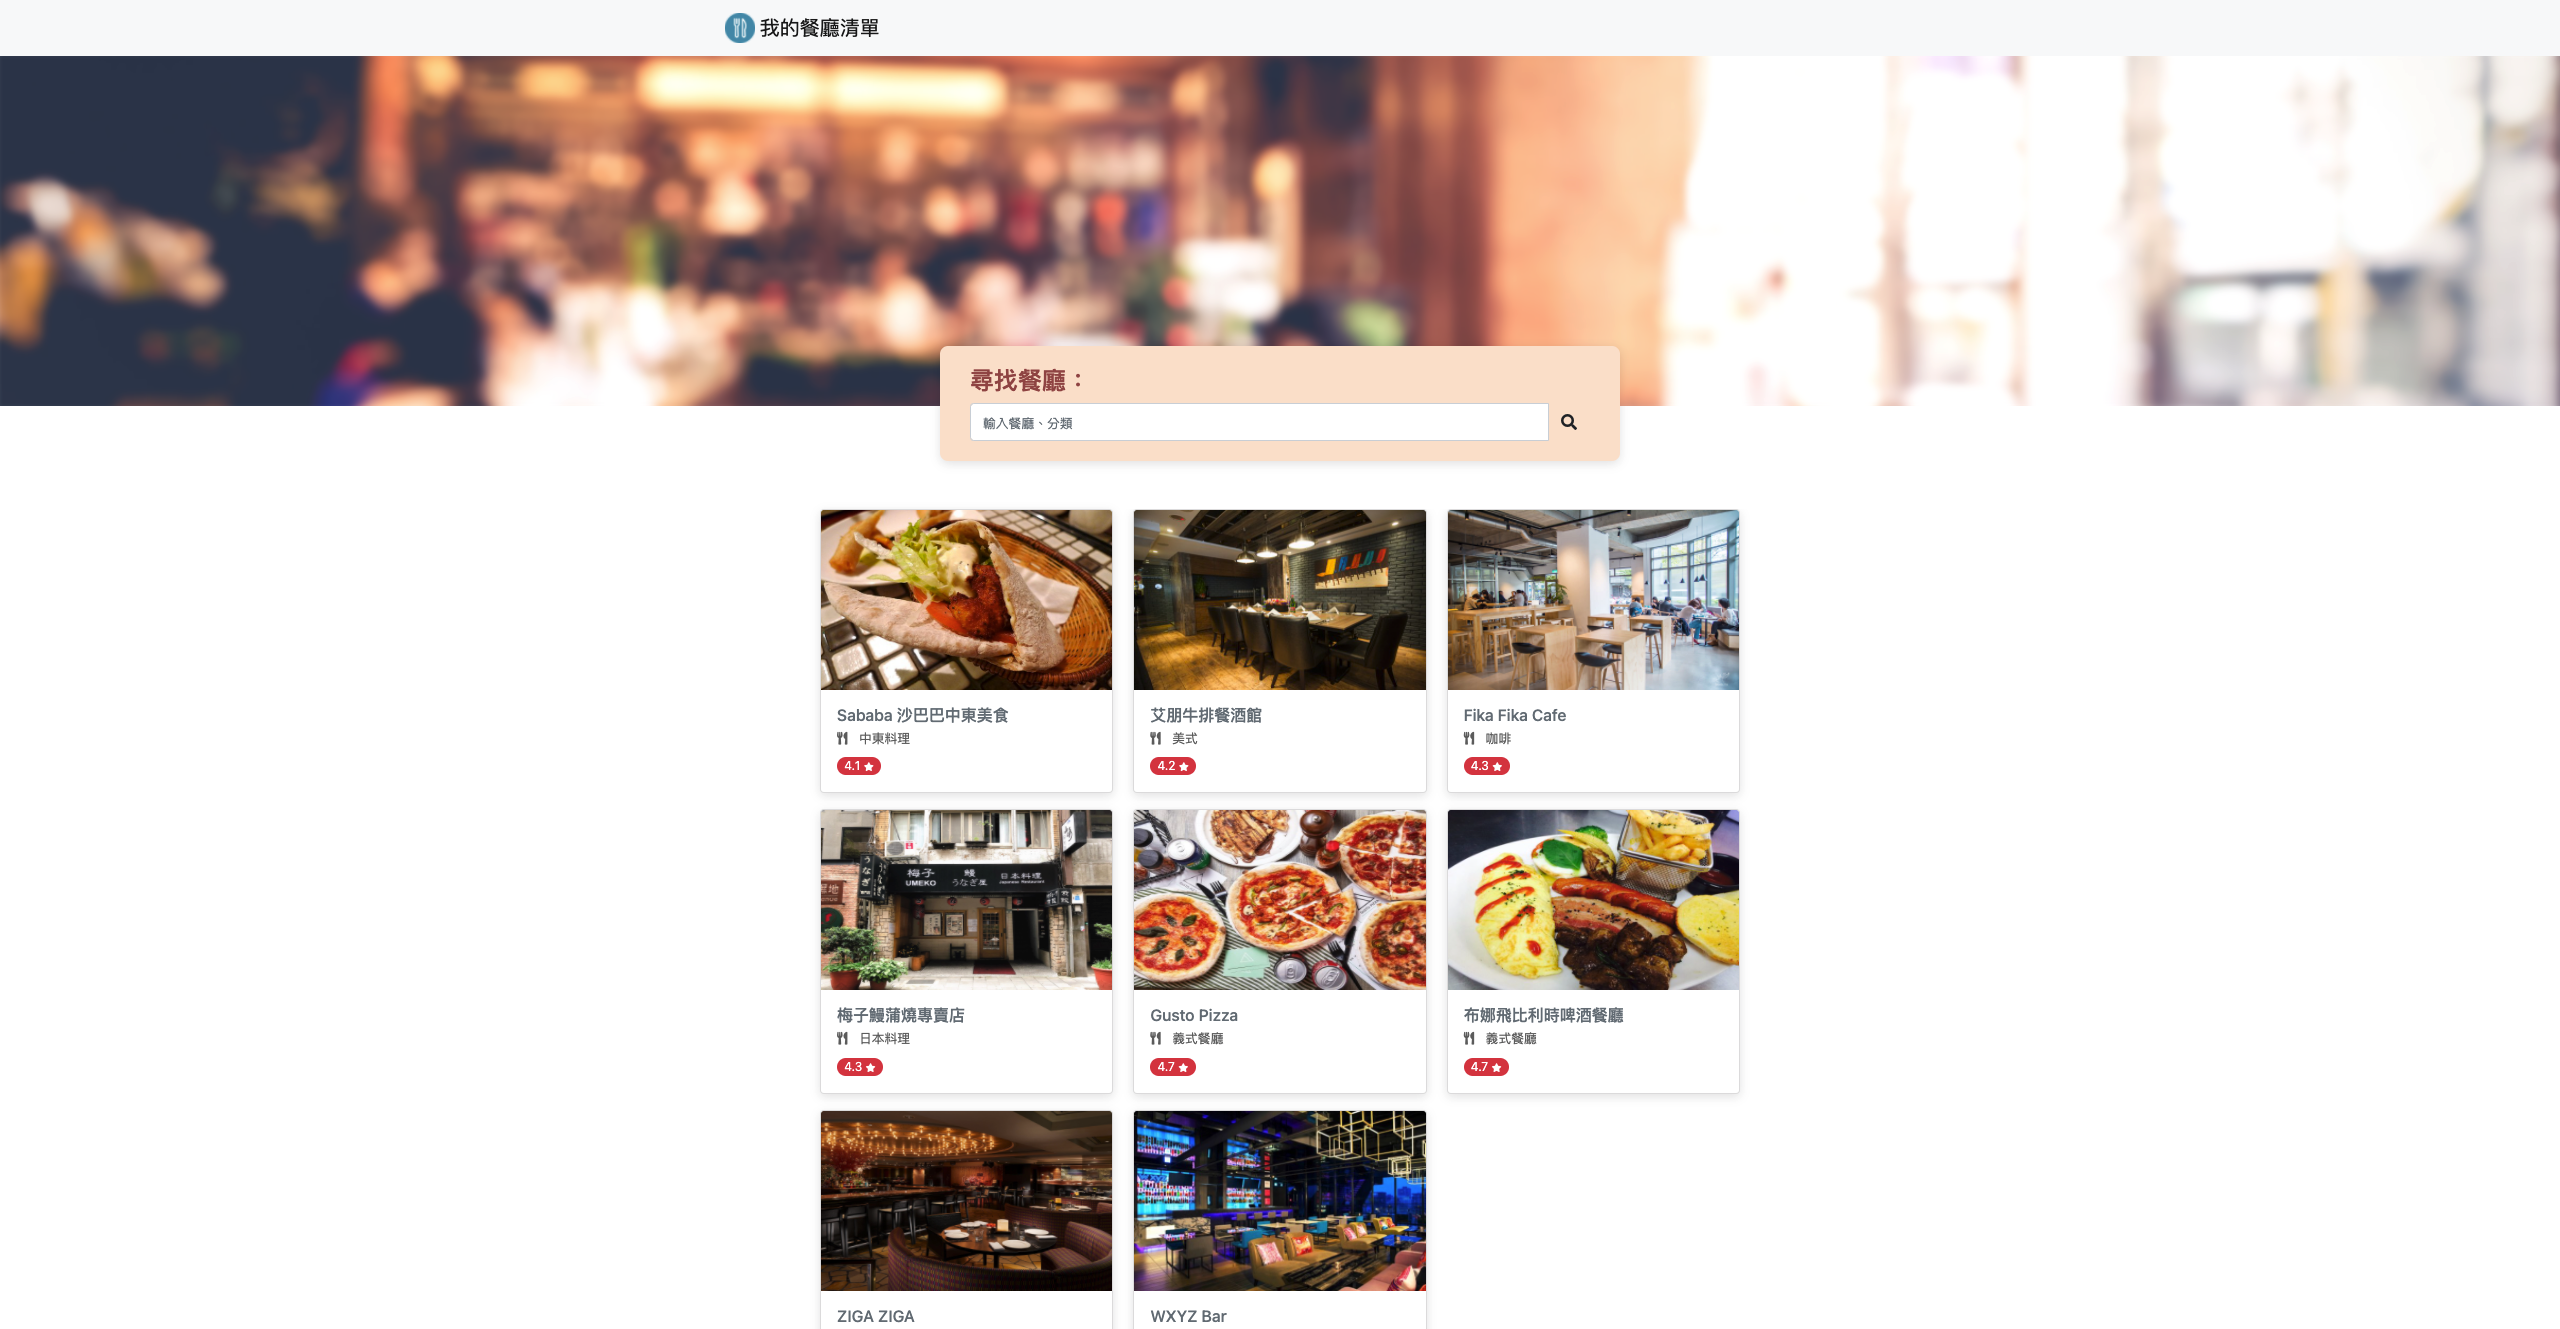 我的餐廳清單
尋找餐廳：
輸入餐廳、分類
Sababa 沙巴巴中東美食
中東料理
4.1
艾朋牛排餐酒館
美式
4.2
Fika Fika Cafe
咖啡
4.3
梅子 鰻 日本料理
UMEKO うなぎ屋 Japanese Restaurant
梅子鰻蒲燒專賣店
日本料理
4.3
Gusto Pizza
義式餐廳
4.7
布娜飛比利時啤酒餐廳
義式餐廳
4.7
ZIGA ZIGA
WXYZ Bar